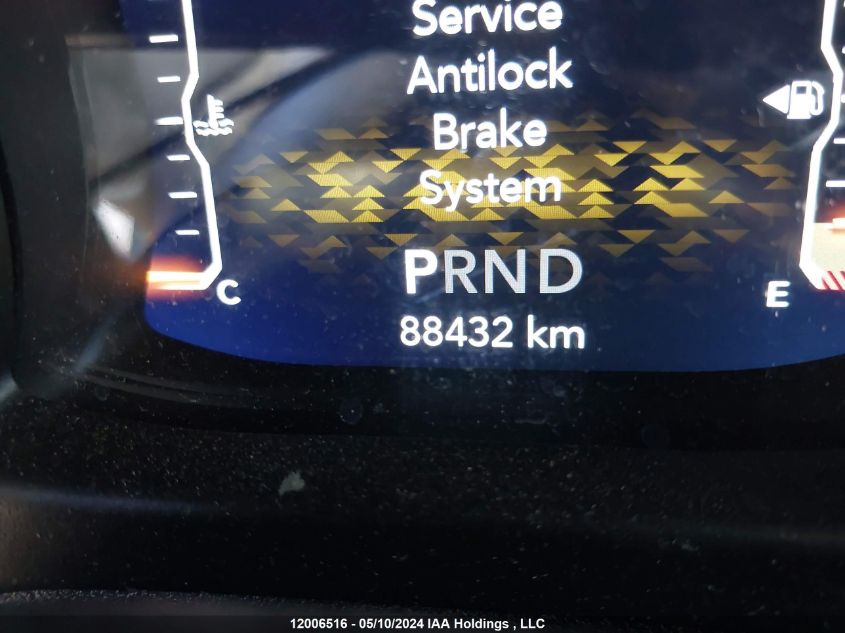 Service
Antilock
Brake
System
PRND
C
E
88432 km
12006516 - 05/10/2024 IAA Holdings , LLC